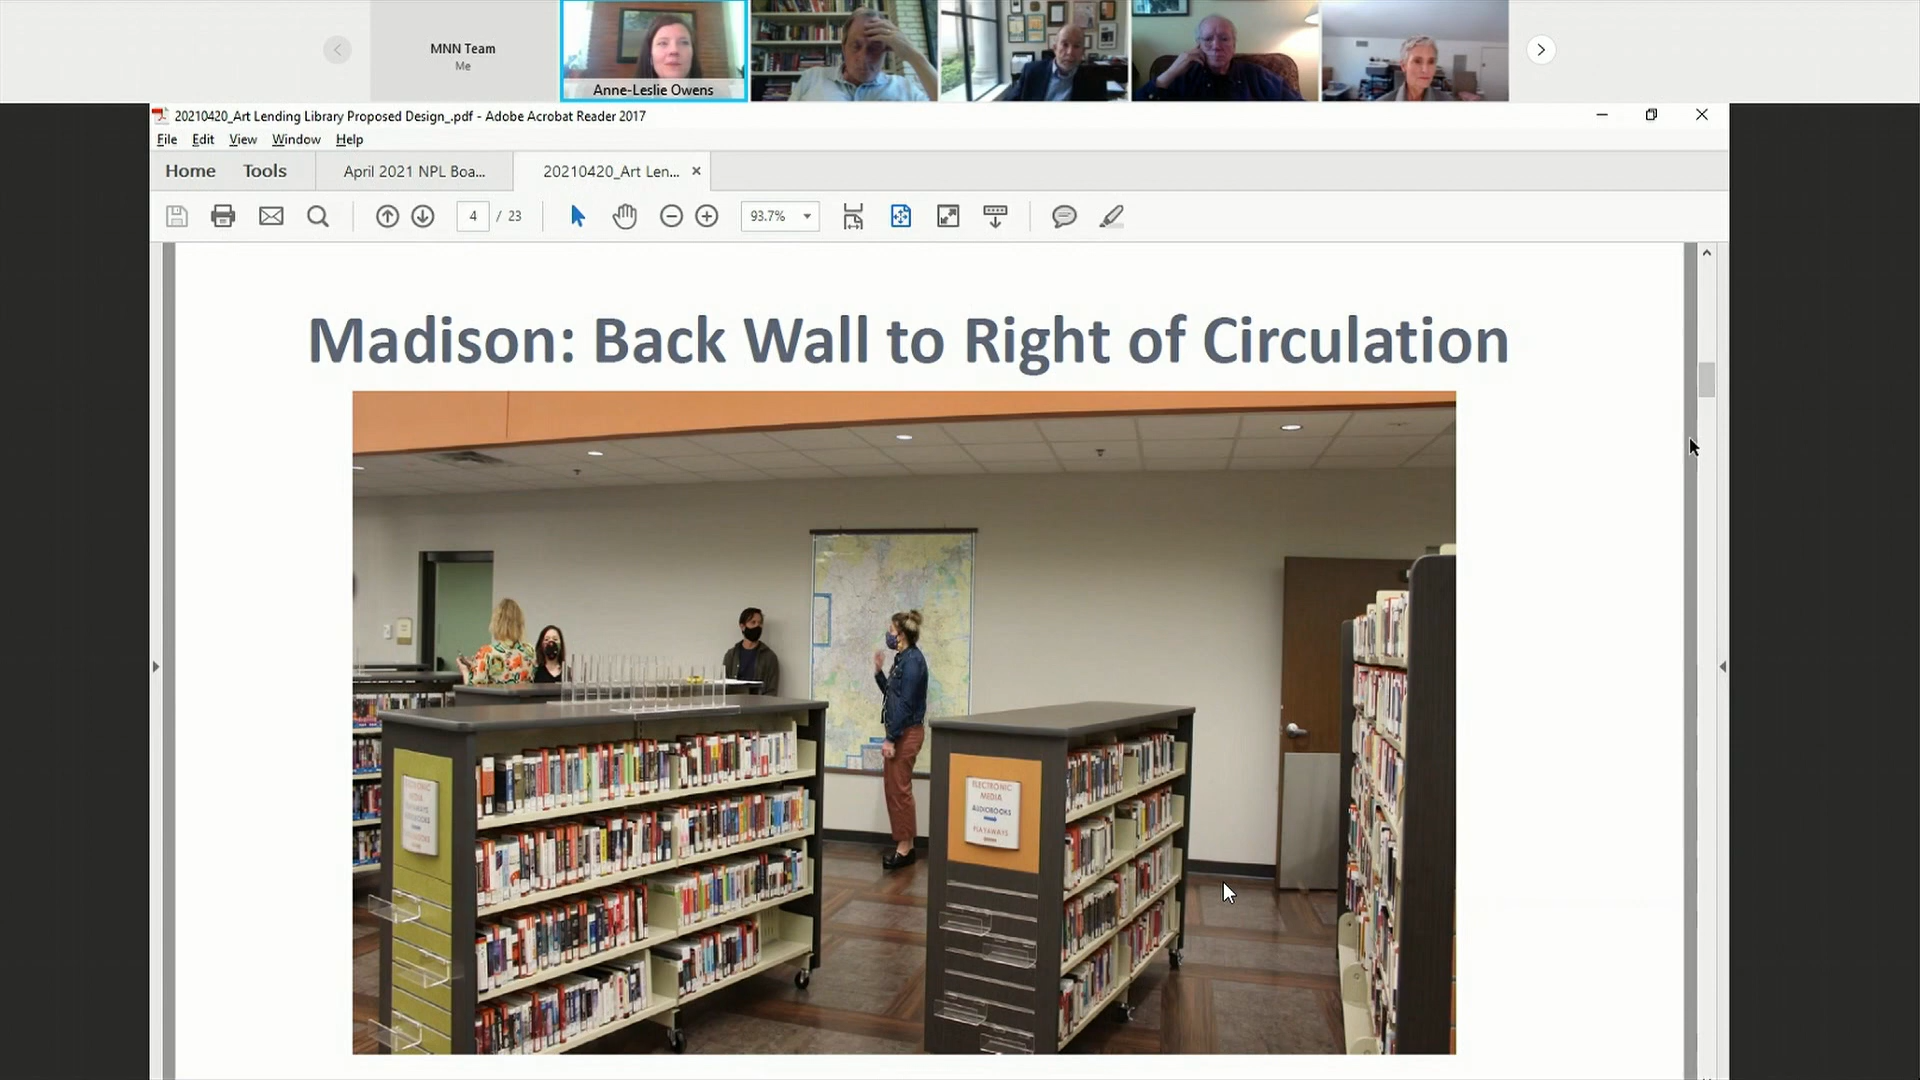 MNN Team
Me
Anne-Leslie Owens
20210420_Art Lending Library Proposed Design_.pdf - Adobe Acrobat Reader 2017
File Edit View Window Help
Home Tools April 2021 NPL Boa... 20210420_Art Len...
4 / 23 93.7%
Madison: Back Wall to Right of Circulation
ELECTRONIC
MEDIA
AUDIOBOOKS
PLAYAWAYS